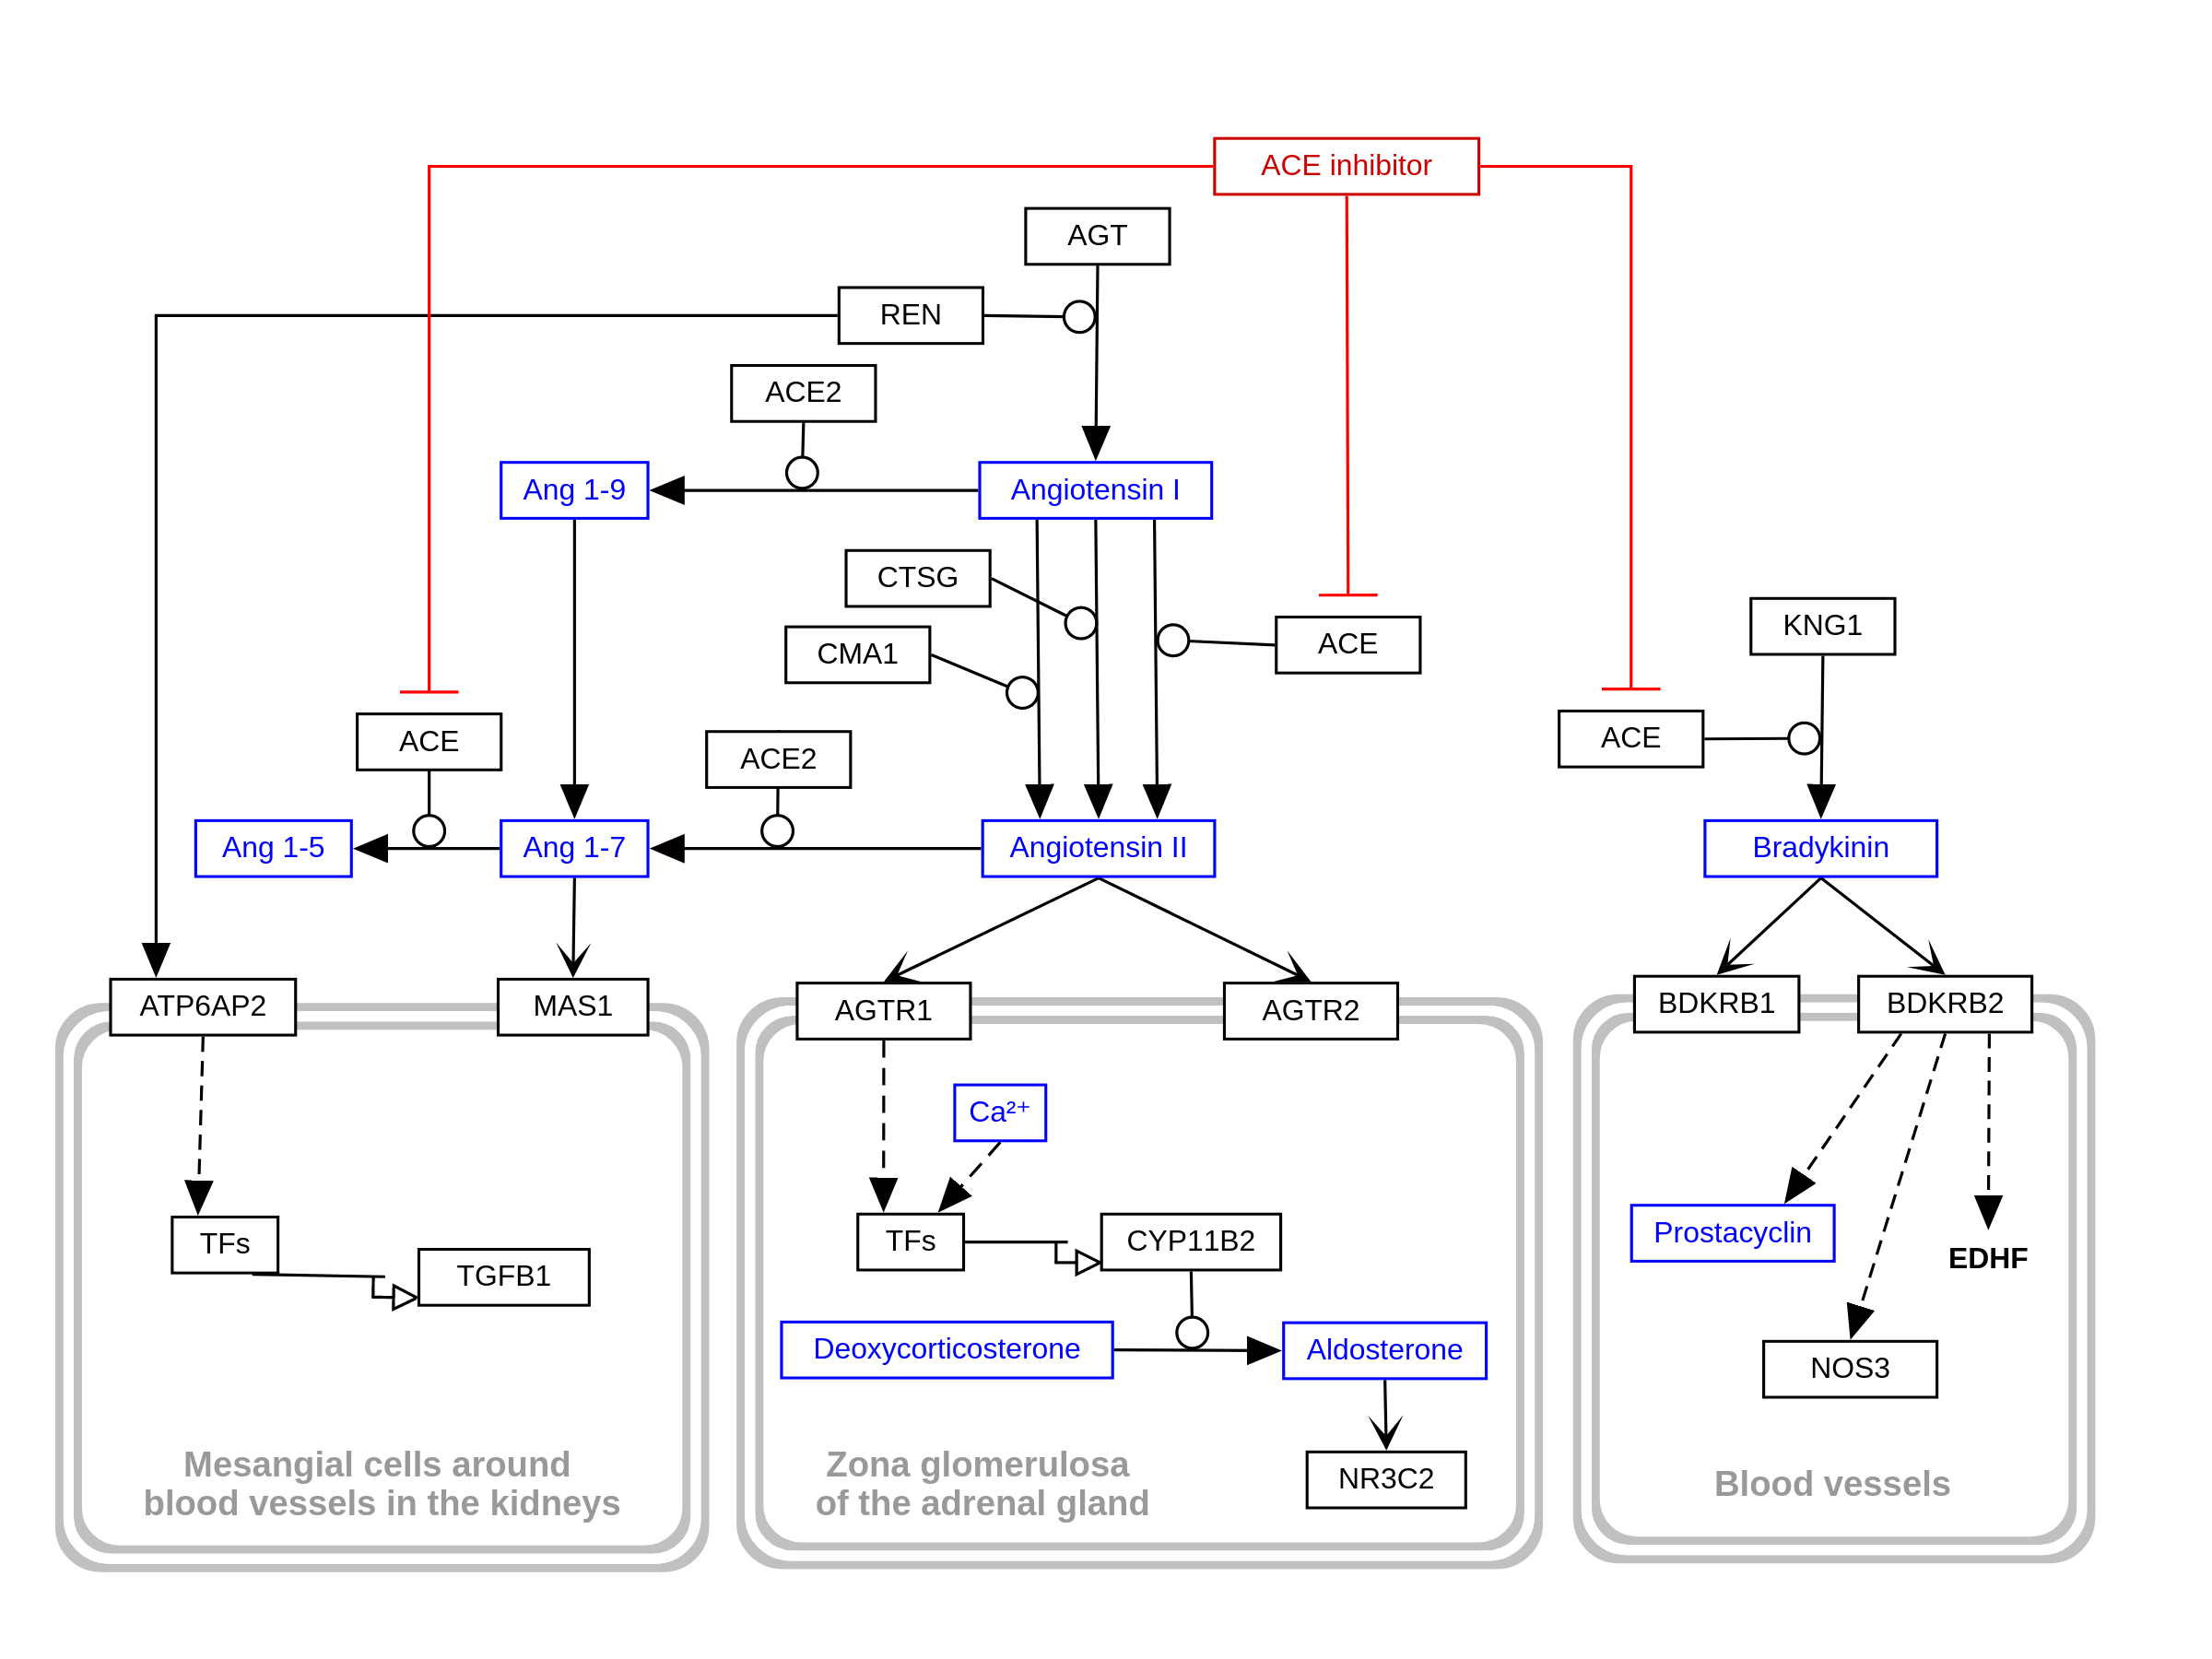 ACE inhibitor
AGT
REN
ACE2
Ang 1-9
Angiotensin I
CTSG
CMA1
ACE
KNG1
ACE
ACE2
ACE
Ang 1-5
Ang 1-7
Angiotensin II
Bradykinin
ATP6AP2
MAS1
AGTR1
AGTR2
BDKRB1
BDKRB2
Ca²⁺
TFs
TGFB1
TFs
CYP11B2
Prostacyclin
EDHF
Deoxycorticosterone
Aldosterone
NOS3
NR3C2
Mesangial cells around
blood vessels in the kidneys
Zona glomerulosa
of the adrenal gland
Blood vessels